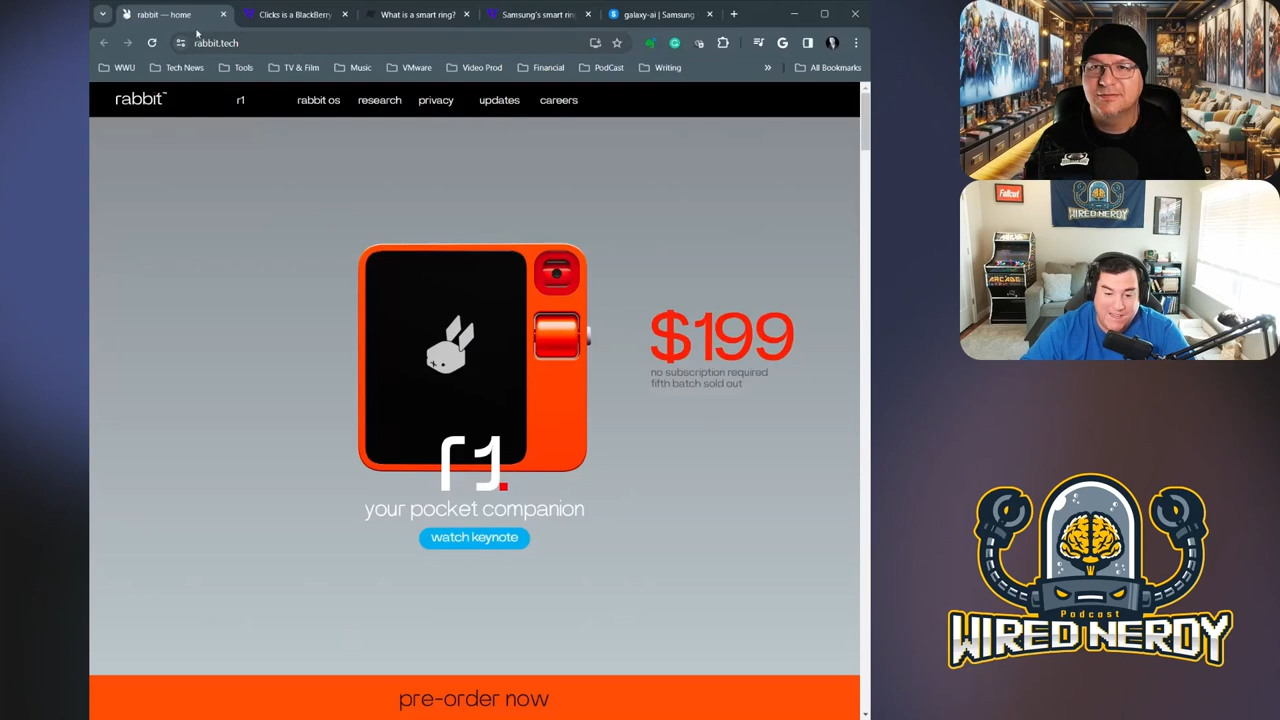 rabbit — home
Clicks is a BlackBerry
What is a smart ring?
Samsung's smart rin
galaxy-ai | Samsung
rabbit.tech
WWU
Tech News
Tools
TV & Film
Music
VMware
Video Prod
Financial
PodCast
Writing
»
All Bookmarks
rabbit™
r1
rabbit os
research
privacy
updates
careers
$199
no subscription required
fifth batch sold out
r1.
your pocket companion
watch keynote
pre-order now
Fallout
WIRED NERDY
ARCADE
Podcast
WIRED NERDY